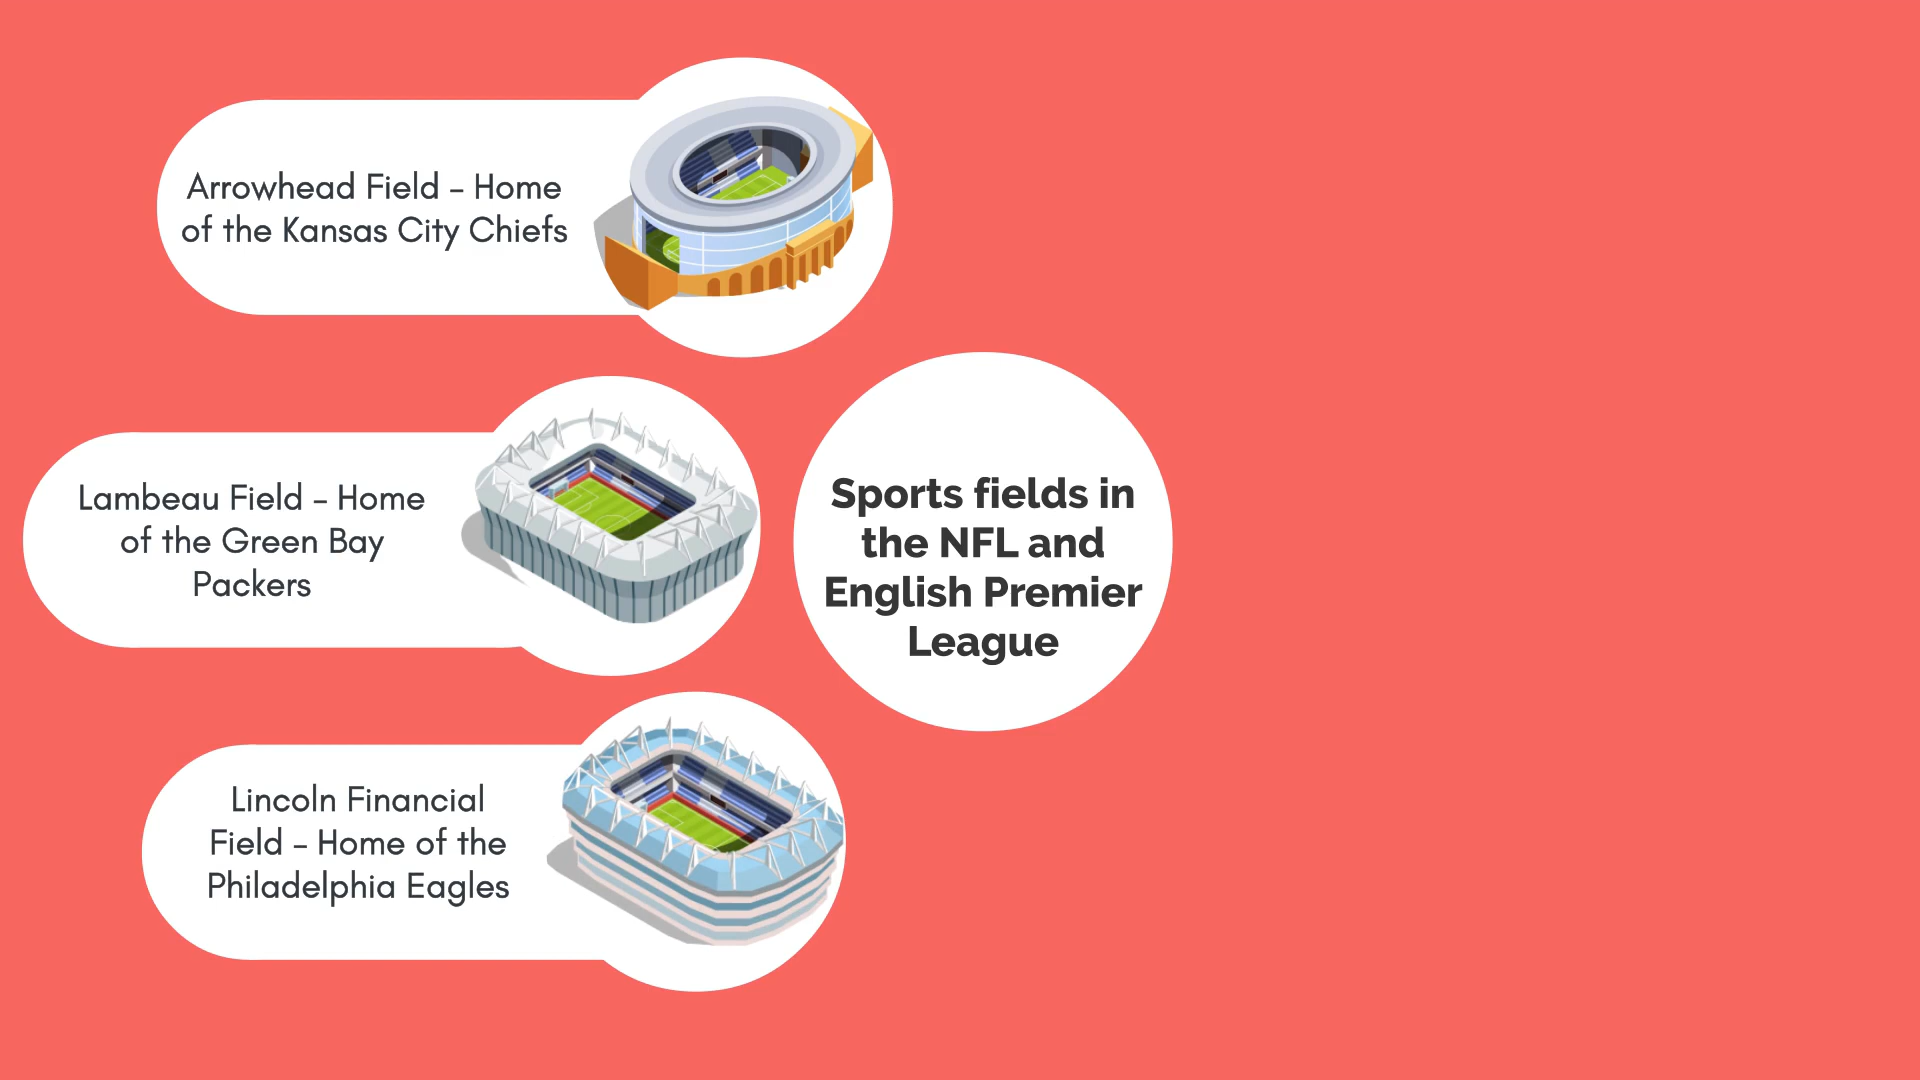 Arrowhead Field – Home
of the Kansas City Chiefs
Lambeau Field – Home
of the Green Bay
Packers
Sports fields in
the NFL and
English Premier
League
Lincoln Financial
Field – Home of the
Philadelphia Eagles